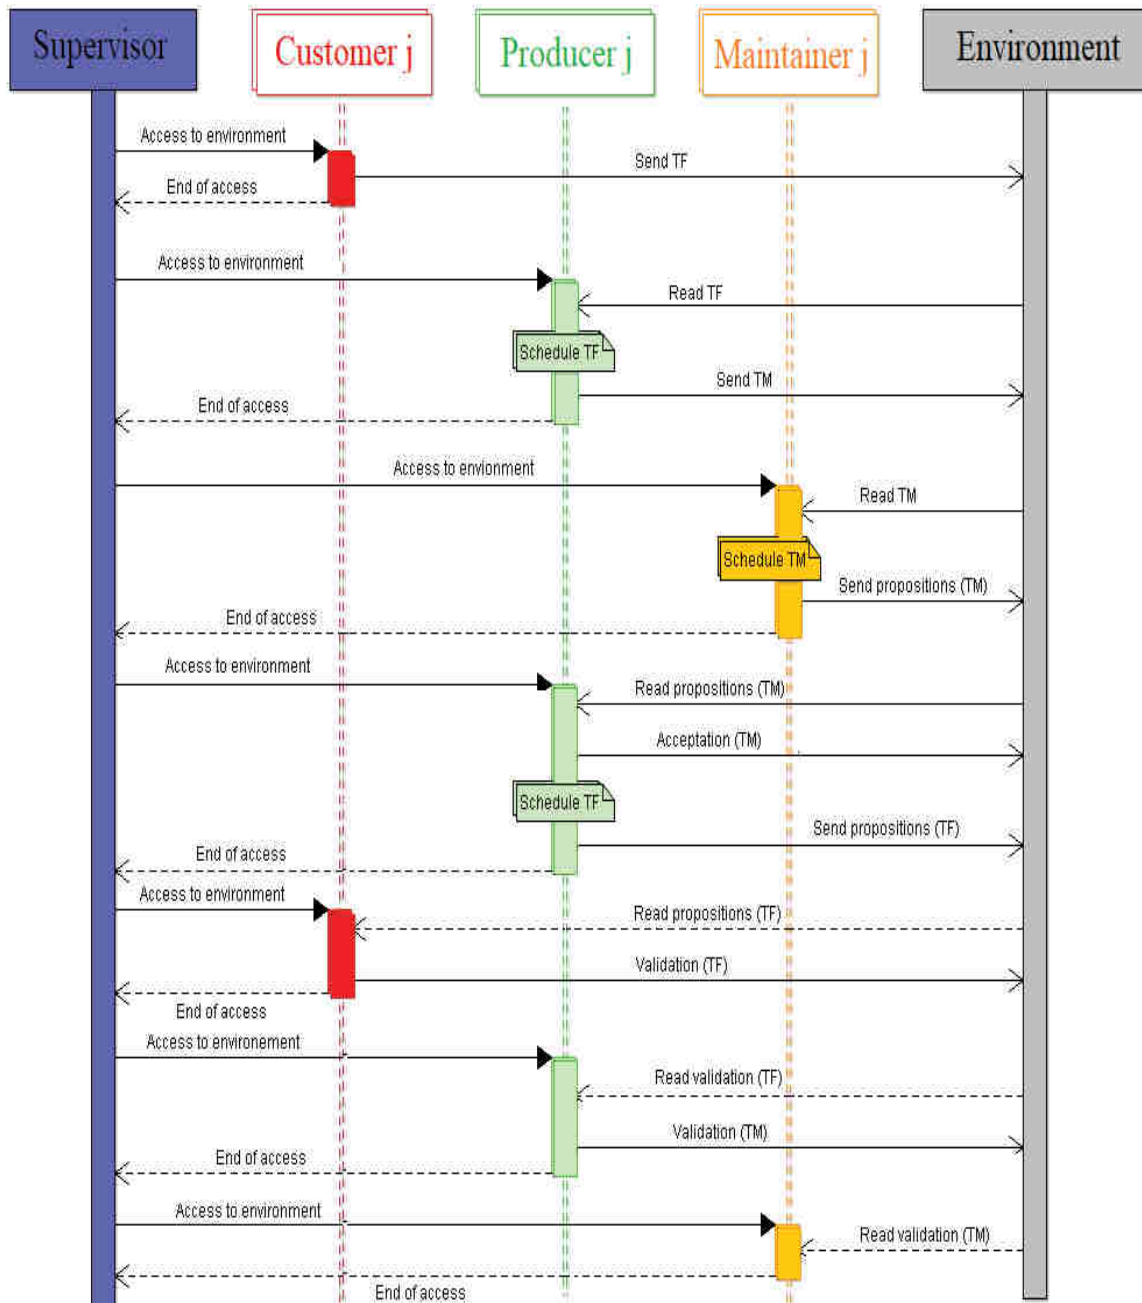 Supervisor
Customer j
Producer j
Maintainer j
Environment
Access to environment
Send TF
End of access
Access to environment
Read TF
Schedule TF
Send TM
End of access
Access to envionment
Read TM
Schedule TM
Send propositions (TM)
End of access
Access to environment
Read propositions (TM)
Acceptation (TM)
Schedule TF
Send propositions (TF)
End of access
Access to environment
Read propositions (TF)
Validation (TF)
End of access
Access to environement
Read validation (TF)
Validation (TM)
End of access
Access to environment
Read validation (TM)
End of access